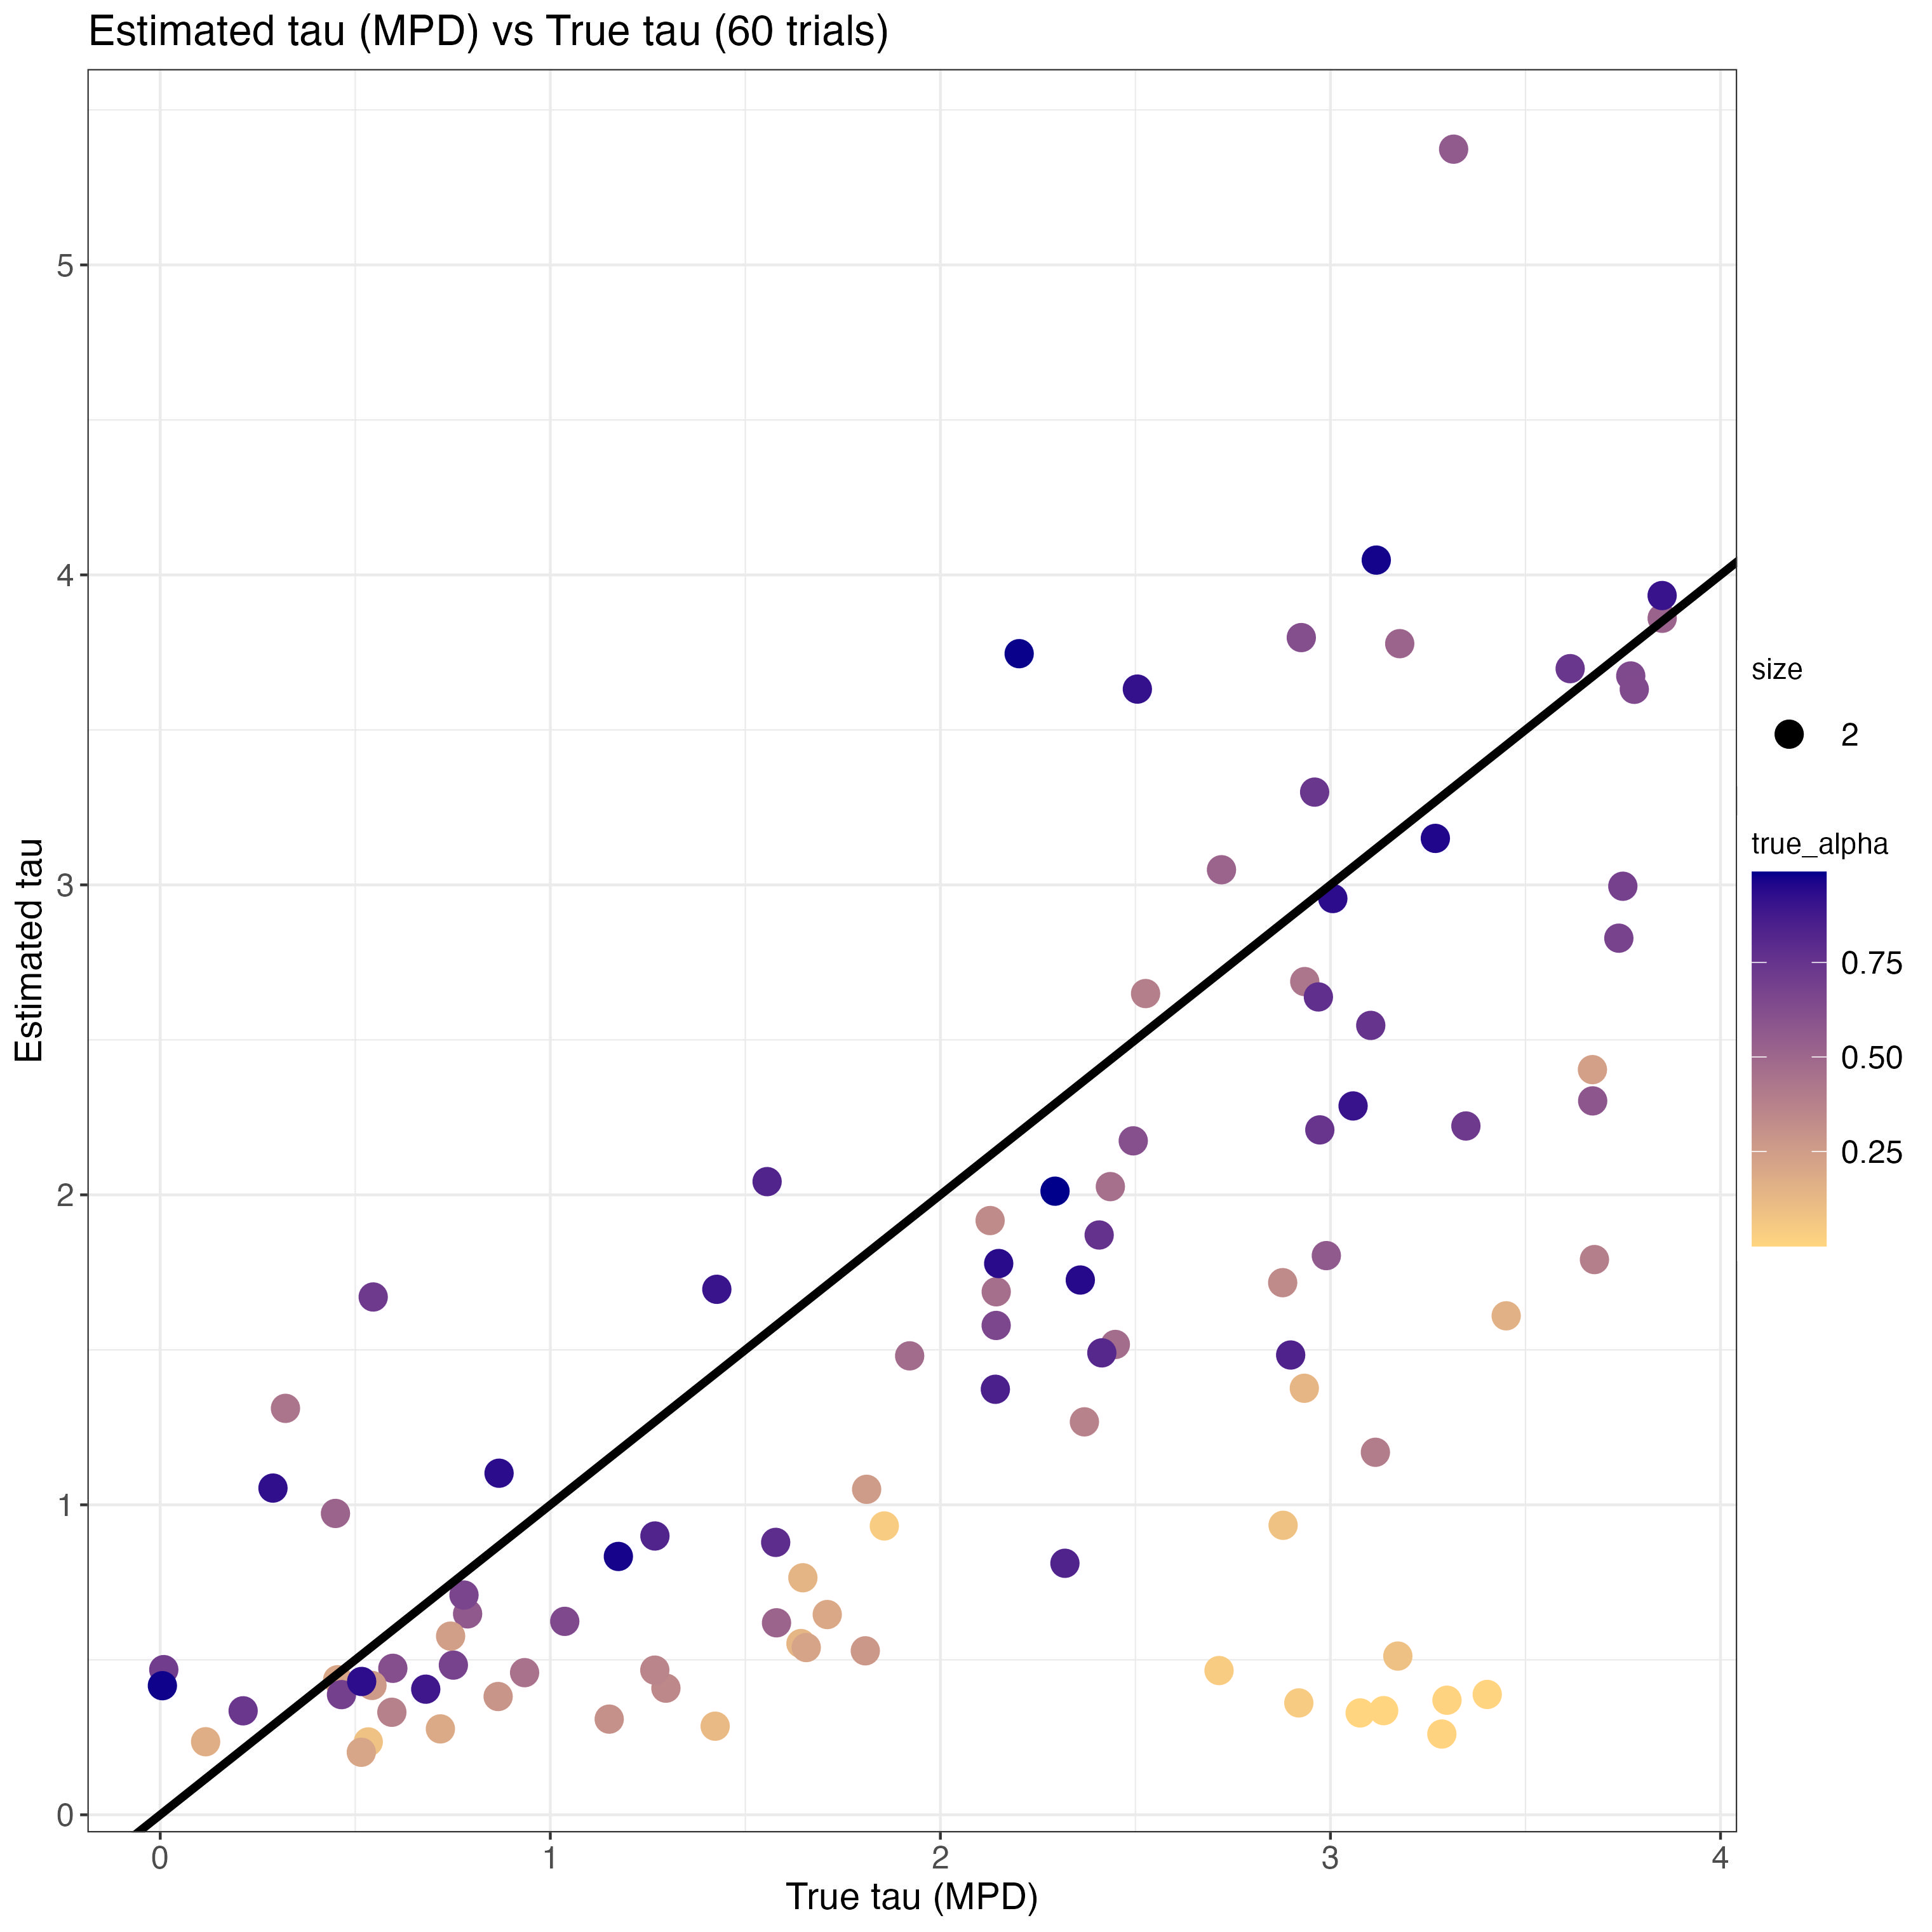 Estimated tau (MPD) vs True tau (60 trials)
5
4
3
2
1
0
Estimated tau
0 1 2 3 4
True tau (MPD)
size
2
true_alpha
0.75
0.50
0.25